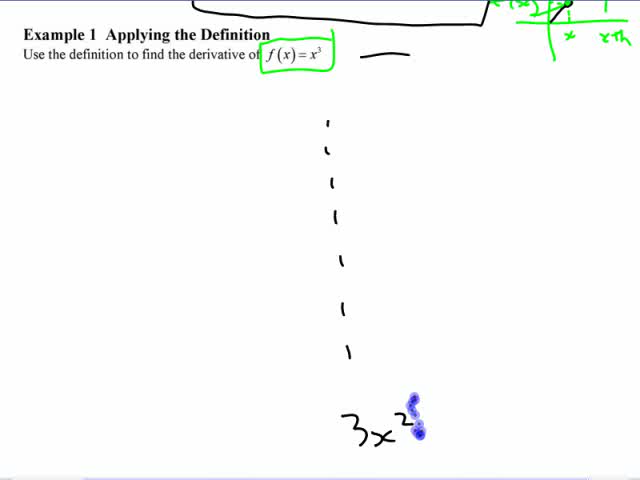 Example 1 Applying the Definition
Use the definition to find the derivative of f(x) = x³
x x+h
3x²